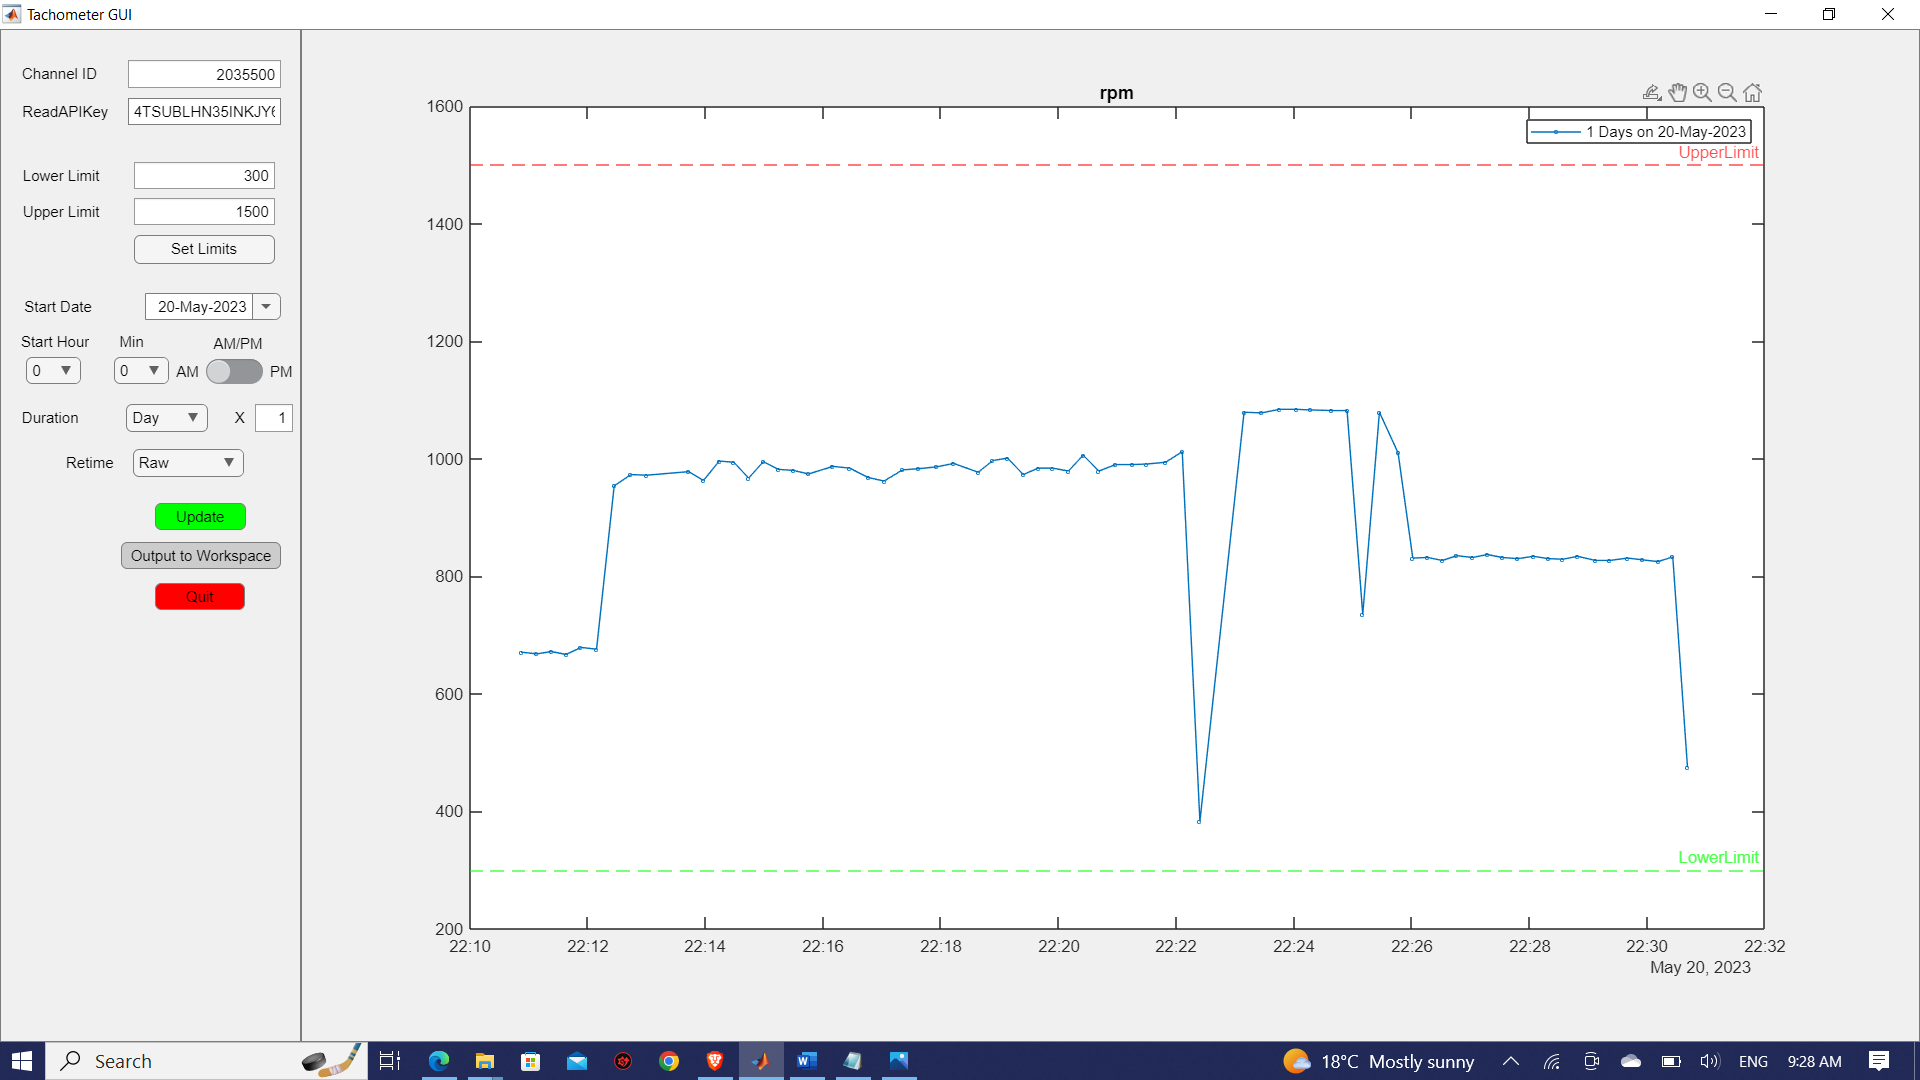 Tachometer GUI
Channel ID 2035500
ReadAPIKey 4TSUBLHN35INKJY6
Lower Limit 300
Upper Limit 1500
Set Limits
Start Date 20-May-2023
Start Hour Min AM/PM
0 0 AM PM
Duration Day X 1
Retime Raw
Update
Output to Workspace
Quit
rpm
1 Days on 20-May-2023
UpperLimit
LowerLimit
1600
1400
1200
1000
800
600
400
200
22:10 22:12 22:14 22:16 22:18 22:20 22:22 22:24 22:26 22:28 22:30 22:32
May 20, 2023
Search 18°C Mostly sunny ENG 9:28 AM